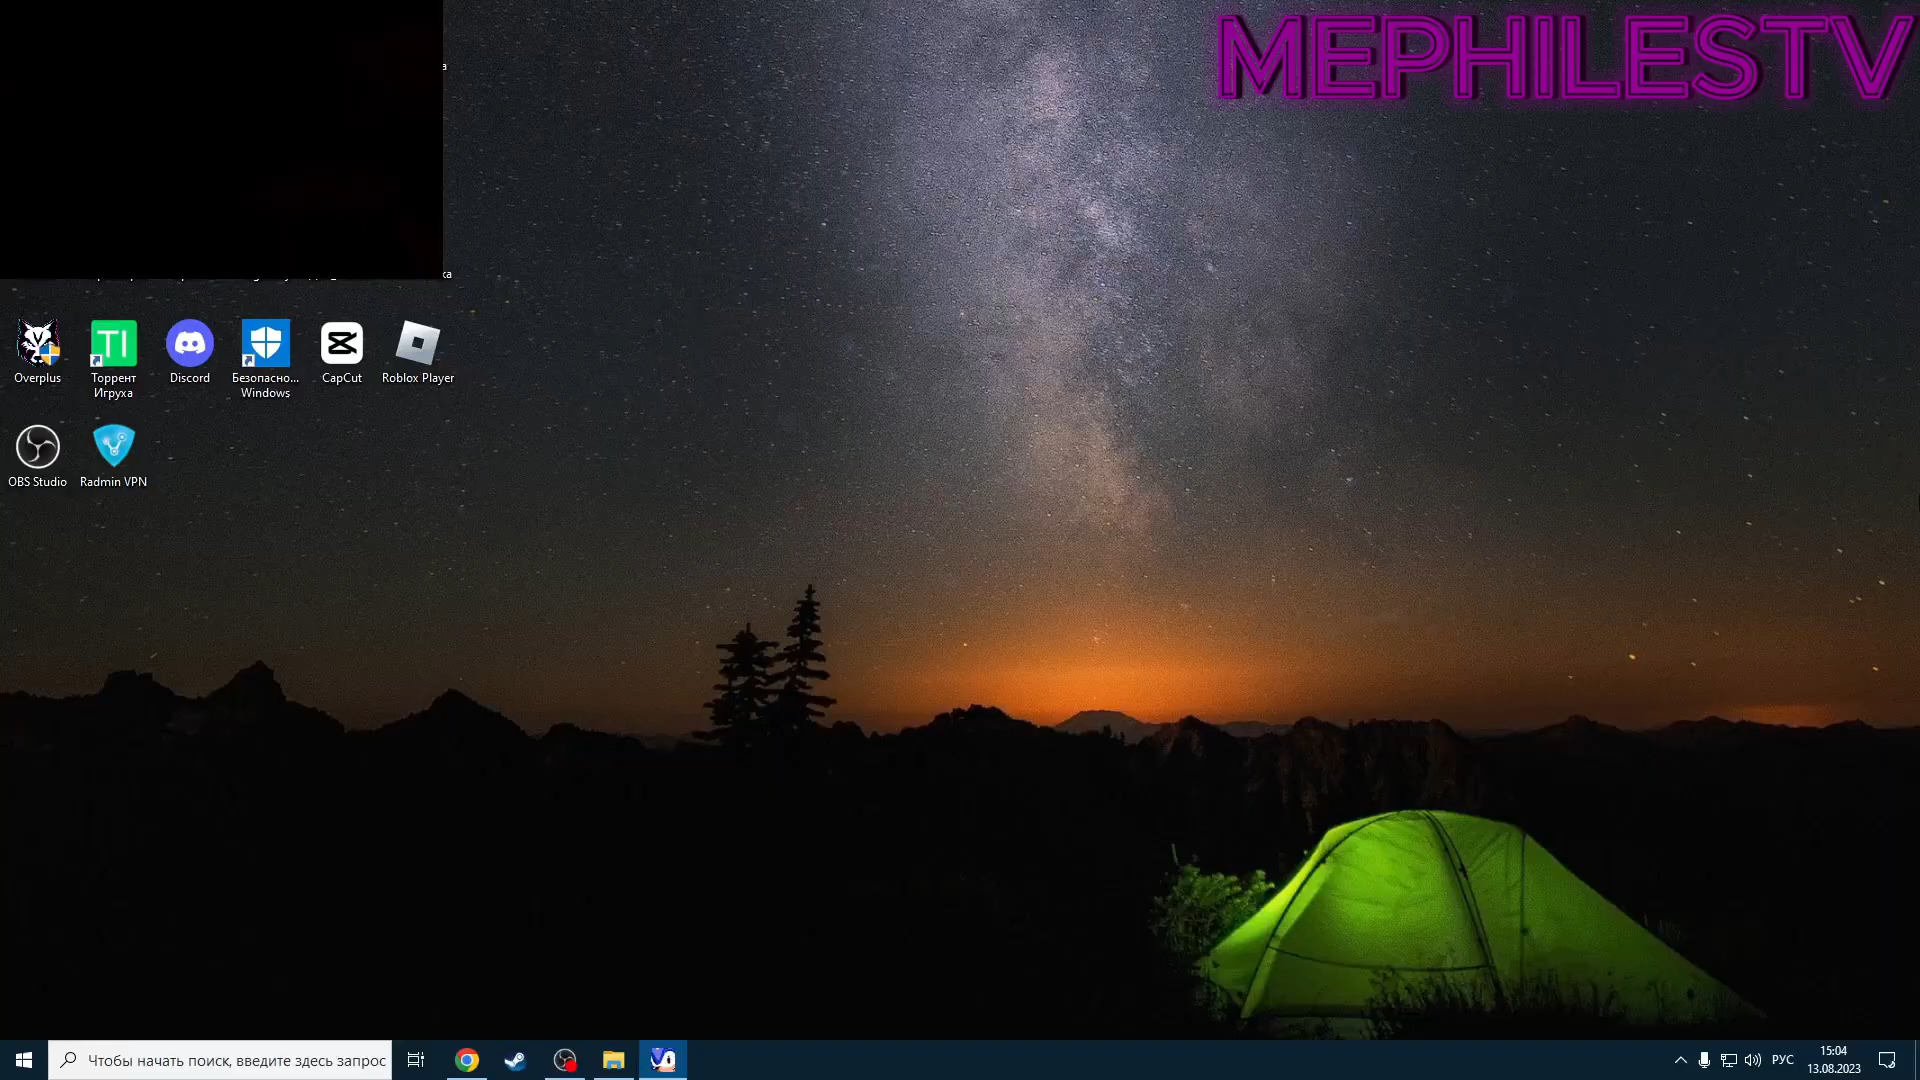 MEPHILESTV
Overplus
Торрент
Игруха
Discord
Безопасно...
Windows
CapCut
Roblox Player
OBS Studio
Radmin VPN
Чтобы начать поиск, введите здесь запрос
РУС
15:04
13.08.2023